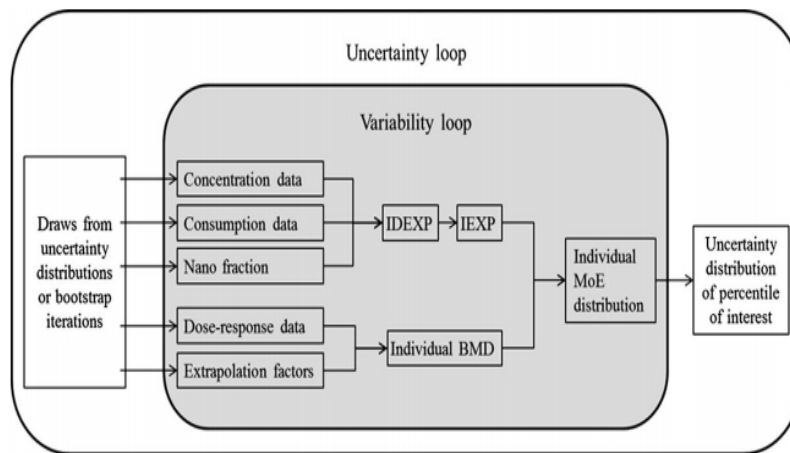 Uncertainty loop
Variability loop
Draws from
uncertainty
distributions
or bootstrap
iterations
Concentration data
Consumption data
Nano fraction
Dose-response data
Extrapolation factors
IDEXP
IEXP
Individual BMD
Individual
MoE
distribution
Uncertainty
distribution
of percentile
of interest